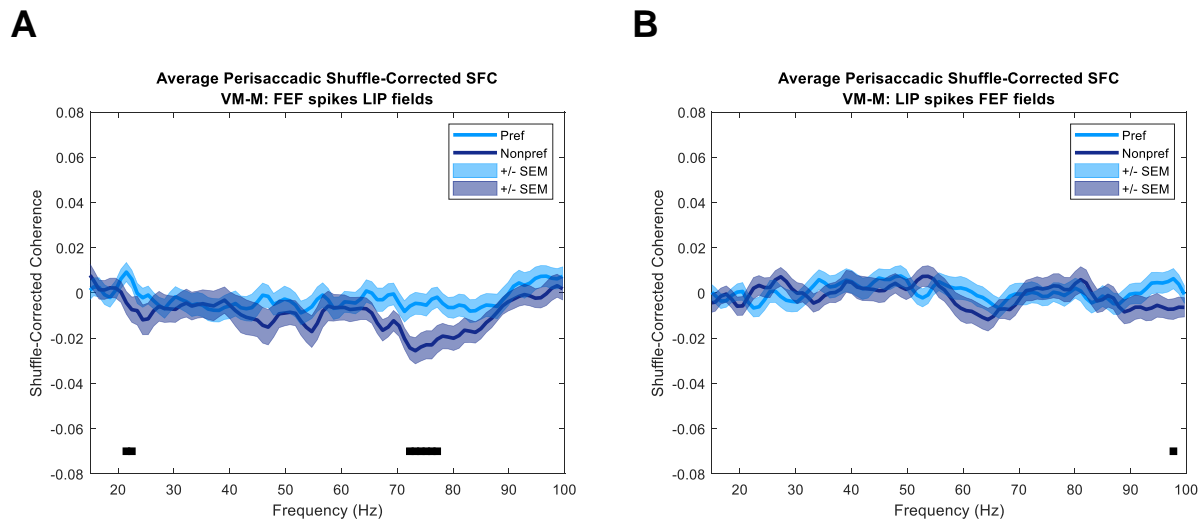 A
Average Perisaccadic Shuffle-Corrected SFC
VM-M: FEF spikes LIP fields
Shuffle-Corrected Coherence
0.08
0.06
0.04
0.02
0
-0.02
-0.04
-0.06
-0.08
Pref
Nonpref
+/- SEM
+/- SEM
20 30 40 50 60 70 80 90 100
Frequency (Hz)
B
Average Perisaccadic Shuffle-Corrected SFC
VM-M: LIP spikes FEF fields
Shuffle-Corrected Coherence
0.08
0.06
0.04
0.02
0
-0.02
-0.04
-0.06
-0.08
Pref
Nonpref
+/- SEM
+/- SEM
20 30 40 50 60 70 80 90 100
Frequency (Hz)